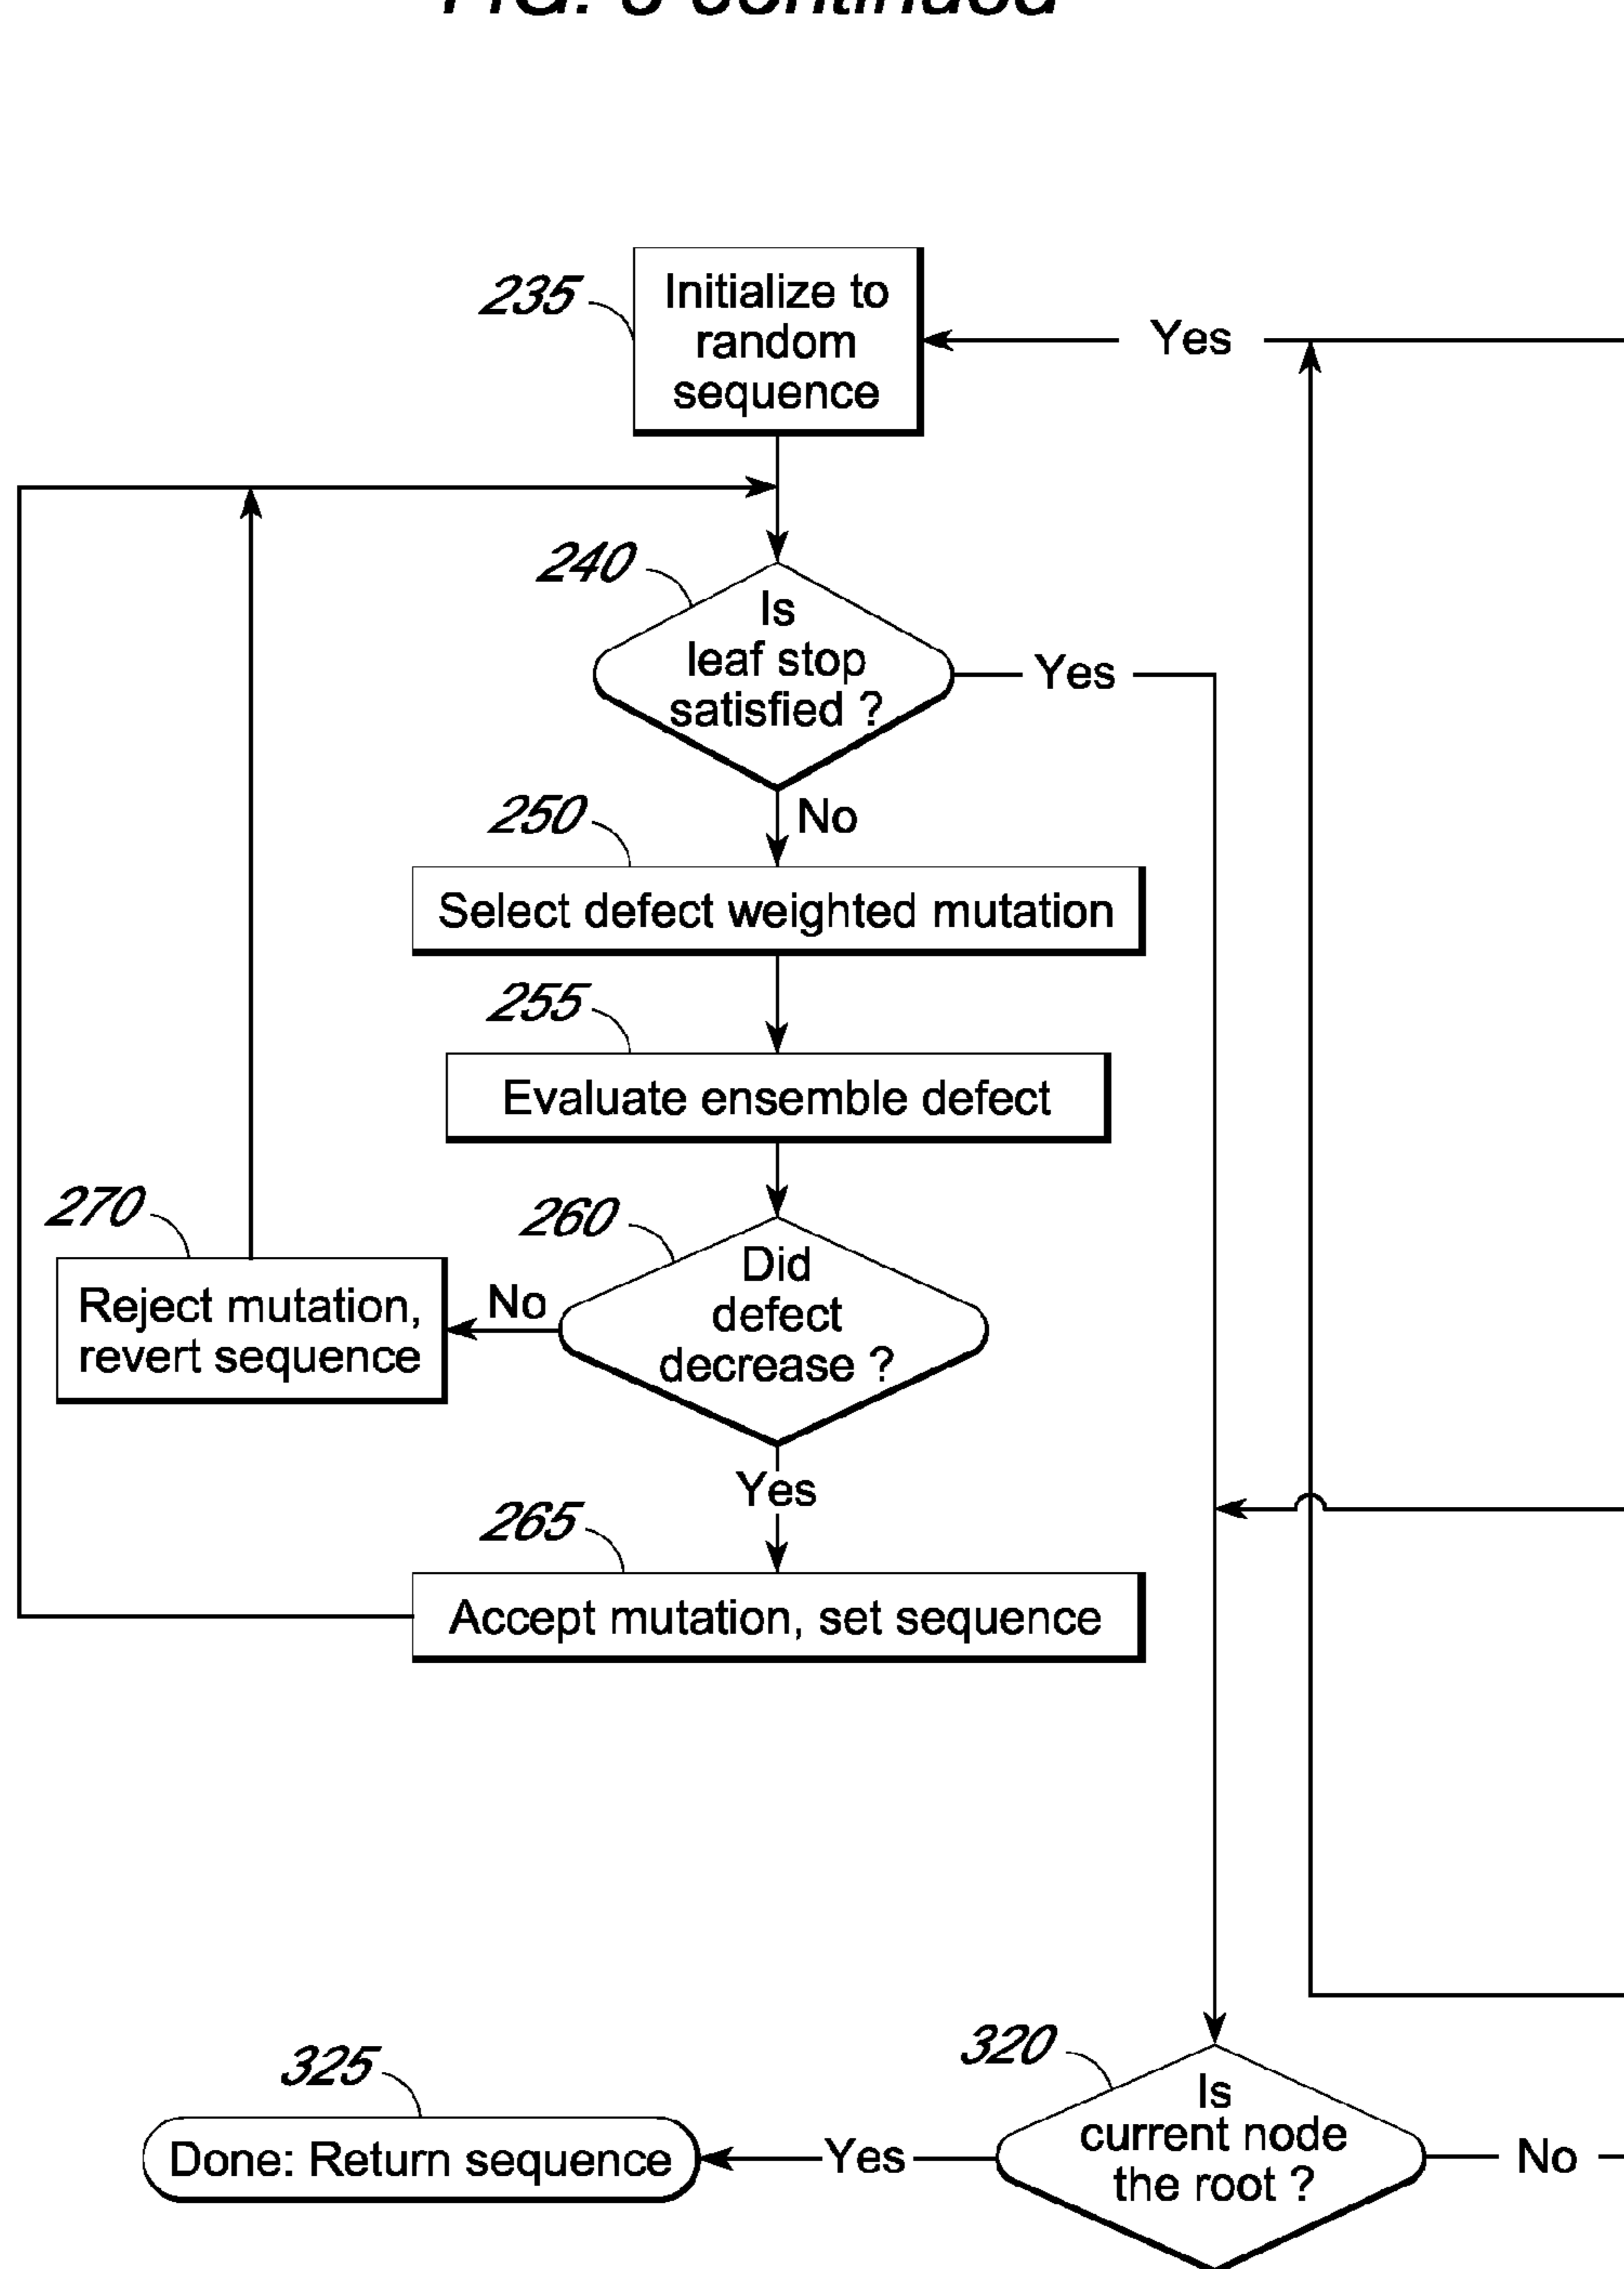 continued
235
Initialize to
random
sequence
Yes
240
Is
leaf stop
satisfied ?
Yes
No
250
Select defect weighted mutation
255
Evaluate ensemble defect
260
Did
defect
decrease ?
No
270
Reject mutation,
revert sequence
Yes
265
Accept mutation, set sequence
320
Is
current node
the root ?
Yes
No
325
Done: Return sequence